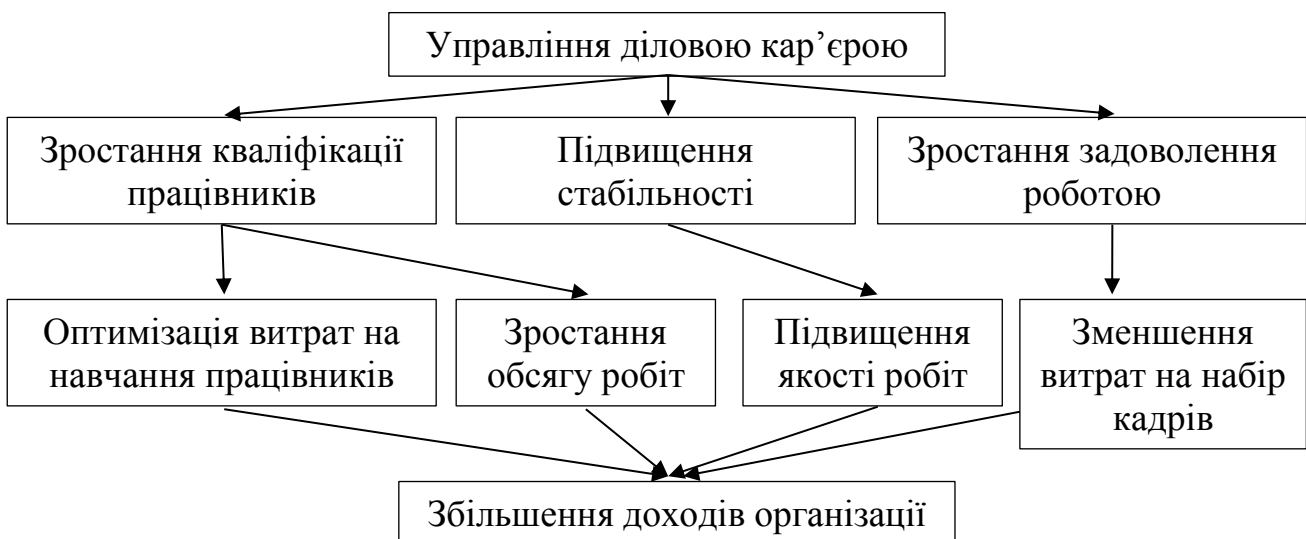 Управління діловою кар’єрою
Зростання кваліфікації
працівників
Підвищення
стабільності
Зростання задоволення
роботою
Оптимізація витрат на
навчання працівників
Зростання
обсягу робіт
Підвищення
якості робіт
Зменшення
витрат на набір
кадрів
Збільшення доходів організації